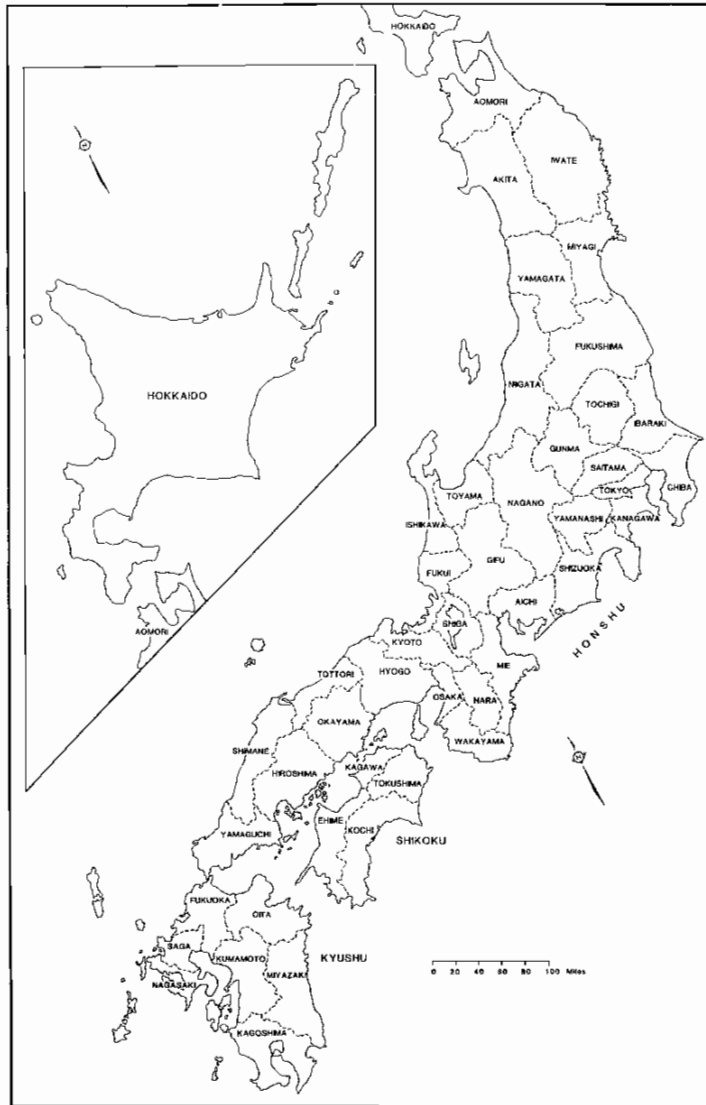 HOKKAIDO
AOMORI
IWATE
AKITA
MIYAGI
YAMAGATA
FUKUSHIMA
NIIGATA
HOKKAIDO
TOCHIGI
IBARAKI
GUNMA
SAITAMA
TOYAMA
NAGANO
TOKYO
CHIBA
ISHIKAWA
YAMANASHI
KANAGAWA
GIFU
FUKUI
SHIZUOKA
AICHI
SHIGA
HONSHU
AOMORI
KYOTO
HYOGO
MIE
TOTTORI
OSAKA
NARA
OKAYAMA
WAKAYAMA
SHIMANE
HIROSHIMA
KAGAWA
TOKUSHIMA
EHIME
KOCHI
YAMAGUCHI
SHIKOKU
FUKUOKA
OITA
SAGA
KUMAMOTO
KYUSHU
MIYAZAKI
NAGASAKI
0 20 40 60 80 100 Miles
KAGOSHIMA